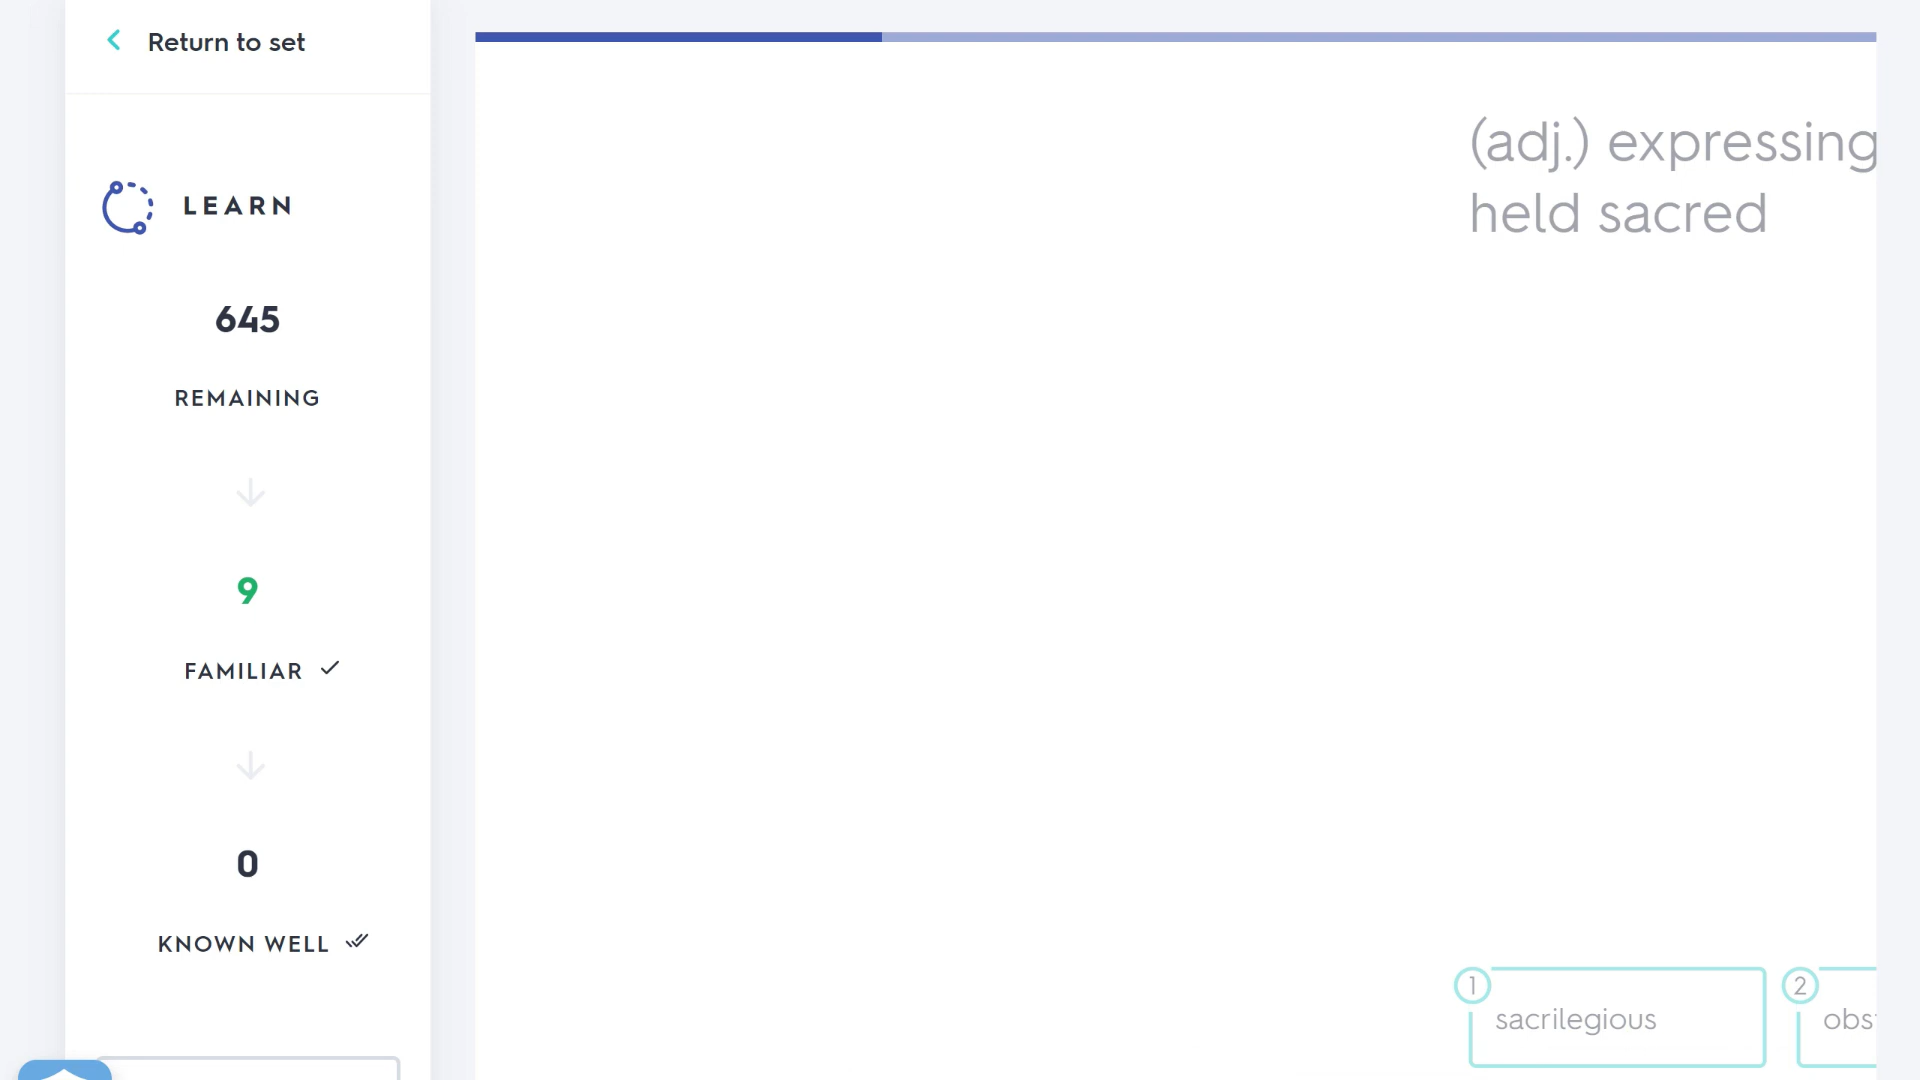 Return to set
LEARN
645
REMAINING
9
FAMILIAR
0
KNOWN WELL
(adj.) expressing
held sacred
1
sacrilegious
2